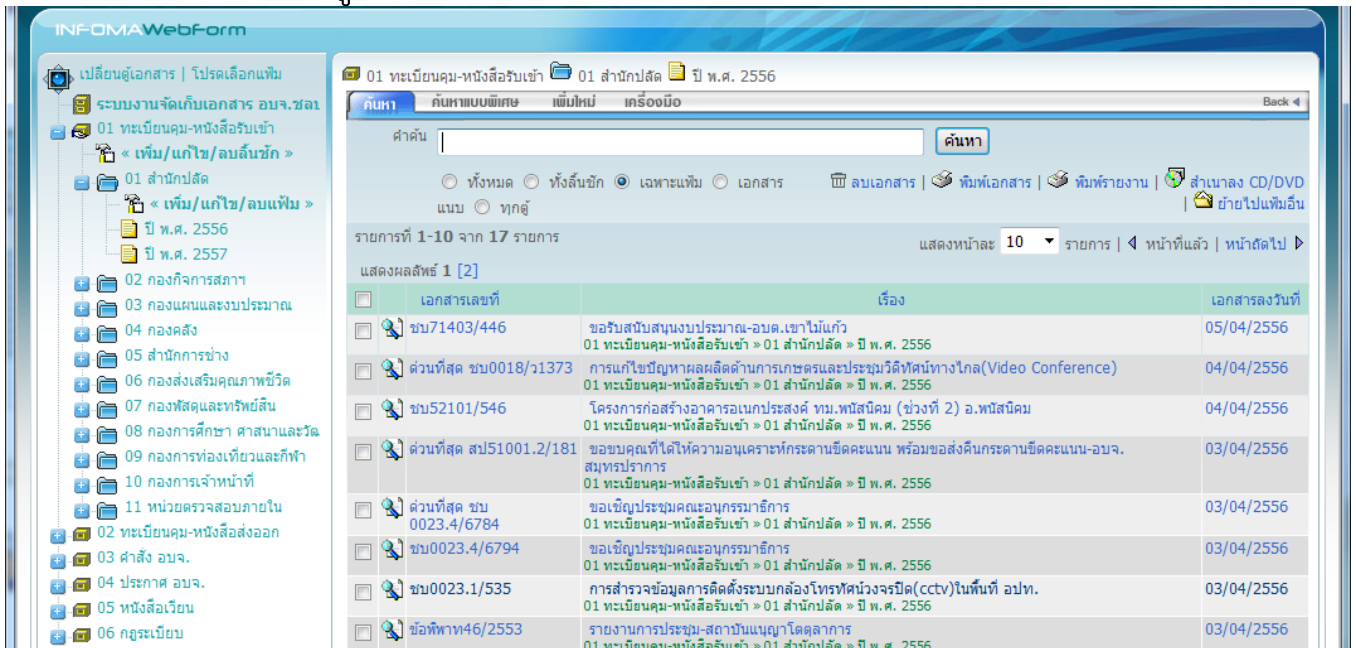 INFOMAWebForm
เปลี่ยนตู้เอกสาร | โปรดเลือกแฟ้ม
ระบบงานจัดเก็บเอกสาร อบจ.ชลบ
01 ทะเบียนคุม-หนังสือรับเข้า
« เพิ่ม/แก้ไข/ลบลิ้นชัก »
01 สำนักปลัด
« เพิ่ม/แก้ไข/ลบแฟ้ม »
ปี พ.ศ. 2556
ปี พ.ศ. 2557
02 กองกิจการสภาฯ
03 กองแผนและงบประมาณ
04 กองคลัง
05 สำนักการช่าง
06 กองส่งเสริมคุณภาพชีวิต
07 กองพัสดุและทรัพย์สิน
08 กองการศึกษา ศาสนาและวัฒ
09 กองการท่องเที่ยวและกีฬา
10 กองการเจ้าหน้าที่
11 หน่วยตรวจสอบภายใน
02 ทะเบียนคุม-หนังสือส่งออก
03 คำสั่ง อบจ.
04 ประกาศ อบจ.
05 หนังสือเวียน
06 กฎระเบียบ
01 ทะเบียนคุม-หนังสือรับเข้า 01 สำนักปลัด ปี พ.ศ. 2556
ค้นหา ค้นหาแบบพิเศษ เพิ่มใหม่ เครื่องมือ Back
คำค้น ค้นหา
ทั้งหมด ทั้งลิ้นชัก เฉพาะแฟ้ม เอกสาร ลบเอกสาร | พิมพ์เอกสาร | พิมพ์รายงาน | สำเนาลง CD/DVD
แนบ ทุกตู้ | ย้ายไปแฟ้มอื่น
รายการที่ 1-10 จาก 17 รายการ แสดงหน้าละ 10 รายการ | หน้าที่แล้ว | หน้าถัดไป
แสดงผลลัพธ์ 1 [2]
เอกสารเลขที่ เรื่อง เอกสารลงวันที่
ชบ71403/446 ขอรับสนับสนุนงบประมาณ-อบต.เขาไม้แก้ว 05/04/2556
01 ทะเบียนคุม-หนังสือรับเข้า » 01 สำนักปลัด » ปี พ.ศ. 2556
ด่วนที่สุด ชบ0018/ว1373 การแก้ไขปัญหาผลผลิตด้านการเกษตรและประชุมวิดีทัศน์ทางไกล(Video Conference) 04/04/2556
01 ทะเบียนคุม-หนังสือรับเข้า » 01 สำนักปลัด » ปี พ.ศ. 2556
ชบ52101/546 โครงการก่อสร้างอาคารอเนกประสงค์ ทม.พนัสนิคม (ช่วงที่ 2) อ.พนัสนิคม 04/04/2556
01 ทะเบียนคุม-หนังสือรับเข้า » 01 สำนักปลัด » ปี พ.ศ. 2556
ด่วนที่สุด สป51001.2/181 ขอขบคุณที่ได้ให้ความอนุเคราะห์กระดานขีดคะแนน พร้อมขอส่งคืนกระดานขีดคะแนน-อบจ. 03/04/2556
สมุทรปราการ
01 ทะเบียนคุม-หนังสือรับเข้า » 01 สำนักปลัด » ปี พ.ศ. 2556
ด่วนที่สุด ชบ ขอเชิญประชุมคณะอนุกรรมาธิการ 03/04/2556
0023.4/6784 01 ทะเบียนคุม-หนังสือรับเข้า » 01 สำนักปลัด » ปี พ.ศ. 2556
ชบ0023.4/6794 ขอเชิญประชุมคณะอนุกรรมาธิการ 03/04/2556
01 ทะเบียนคุม-หนังสือรับเข้า » 01 สำนักปลัด » ปี พ.ศ. 2556
ชบ0023.1/535 การสำรวจข้อมูลการติดตั้งระบบกล้องโทรทัศน์วงจรปิด(cctv)ในพื้นที่ อปท. 03/04/2556
01 ทะเบียนคุม-หนังสือรับเข้า » 01 สำนักปลัด » ปี พ.ศ. 2556
ข้อพิพาท46/2553 รายงานการประชุม-สถาบันแนญาโตตุลาการ 03/04/2556
01 ทะเบียนคุม-หนังสือรับเข้า » 01 สำนักปลัด » ปี พ.ศ. 2556